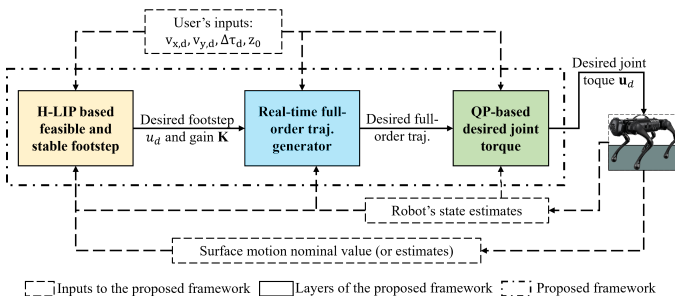 User's inputs:
v_{x,d}, v_{y,d}, Δτ_d, z_0
Desired joint
toque u_d
H-LIP based
feasible and
stable footstep
Desired footstep
u_d and gain K
Real-time full-
order traj.
generator
Desired full-
order traj.
QP-based
desired joint
torque
Robot's state estimates
Surface motion nominal value (or estimates)
Inputs to the proposed framework Layers of the proposed framework Proposed framework